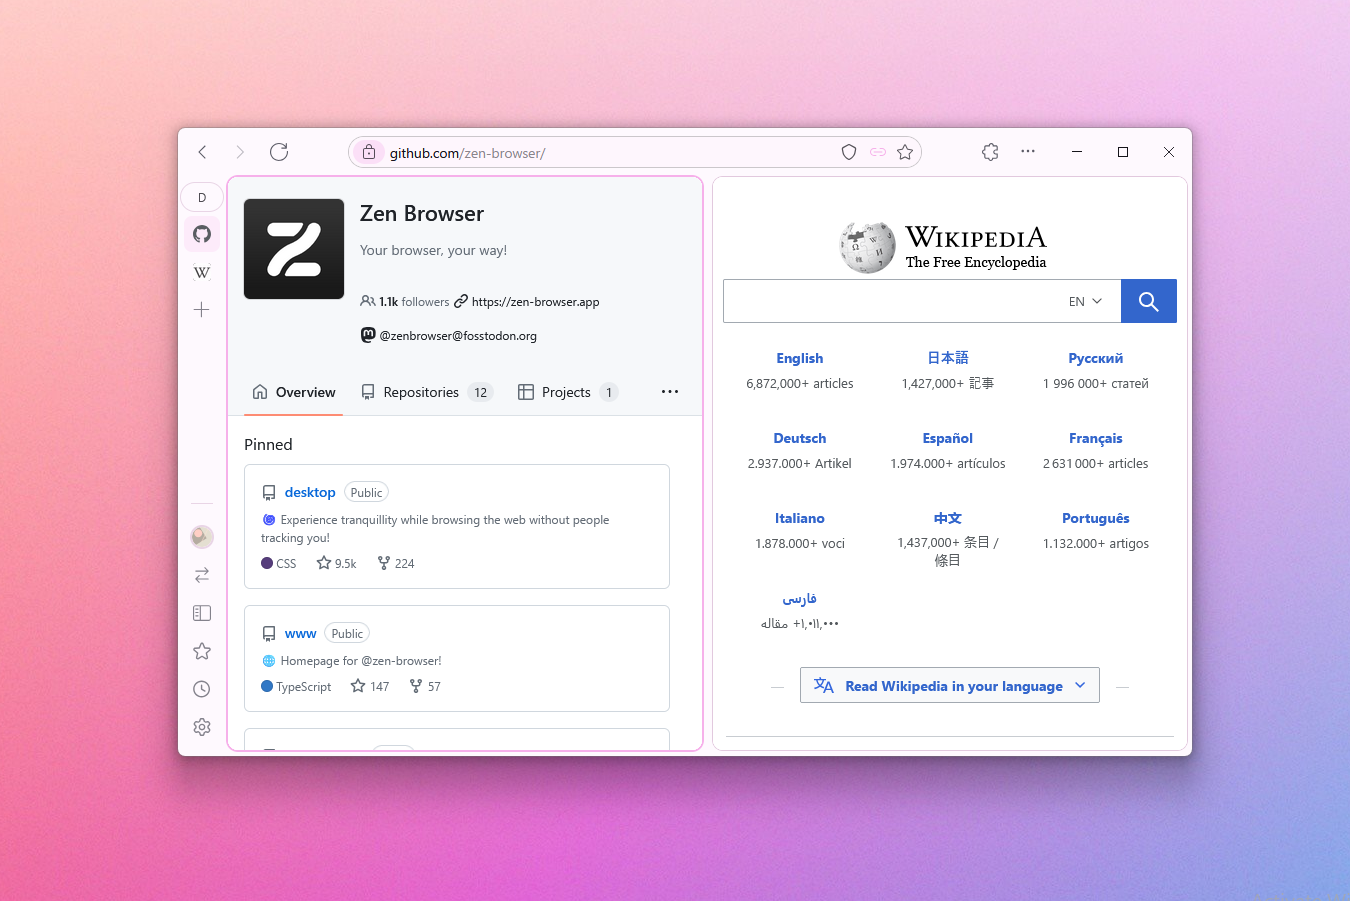 github.com/zen-browser/
D
W
Zen Browser
Your browser, your way!
1.1k followers https://zen-browser.app
@zenbrowser@fosstodon.org
Overview Repositories 12 Projects 1
Pinned
desktop Public
Experience tranquillity while browsing the web without people
tracking you!
CSS 9.5k 224
www Public
Homepage for @zen-browser!
TypeScript 147 57
WIKIPEDIA
The Free Encyclopedia
EN
English
6,872,000+ articles
日本語
1,427,000+ 記事
Русский
1 996 000+ статей
Deutsch
2.937.000+ Artikel
Español
1.974.000+ artículos
Français
2 631 000+ articles
Italiano
1.878.000+ voci
中文
1,437,000+ 条目 /
條目
Português
1.132.000+ artigos
فارسی
۱٬۰۱۱٬۰۰۰+ مقاله
Read Wikipedia in your language